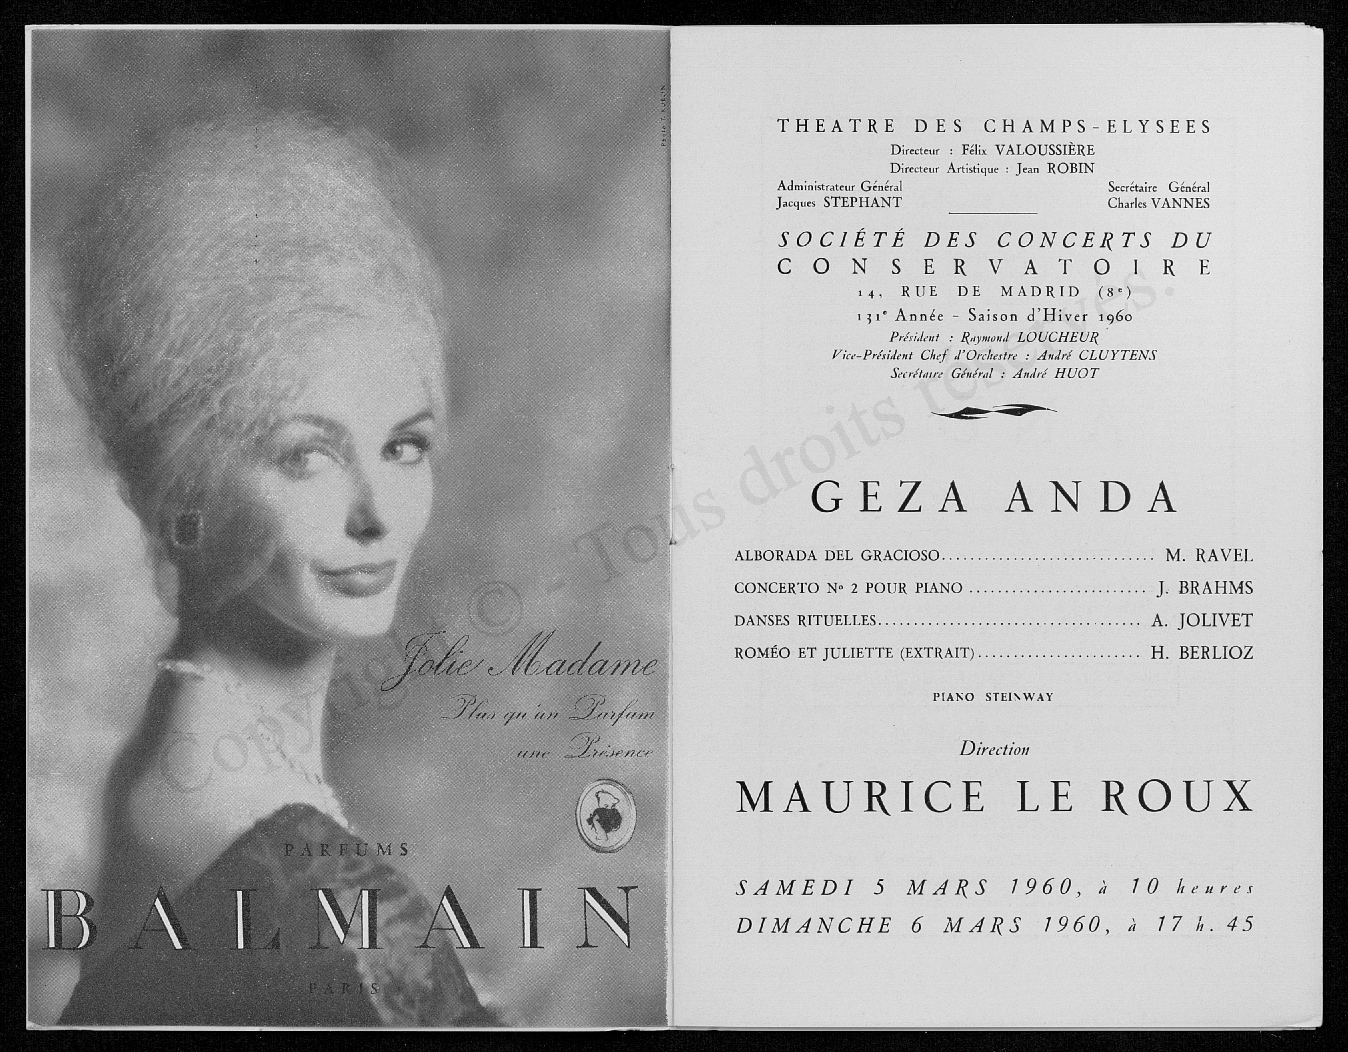 Jolie Madame
Plus qu'un Parfum
une Présence
PARFUMS
BALMAIN
PARIS
THEATRE DES CHAMPS-ELYSEES
Directeur : Félix VALOUSSIÈRE
Directeur Artistique : Jean ROBIN
Administrateur Général
Jacques STEPHANT
Secrétaire Général
Charles VANNES
SOCIÉTÉ DES CONCERTS DU
CONSERVATOIRE
14, RUE DE MADRID (8e)
131e Année - Saison d'Hiver 1960
Président : Raymond LOUCHEUR
Vice-Président Chef d'Orchestre : André CLUYTENS
Secrétaire Général : André HUOT
GEZA ANDA
ALBORADA DEL GRACIOSO.............................. M. RAVEL
CONCERTO No 2 POUR PIANO ......................... J. BRAHMS
DANSES RITUELLES..................................... A. JOLIVET
ROMÉO ET JULIETTE (EXTRAIT)....................... H. BERLIOZ
PIANO STEINWAY
Direction
MAURICE LE ROUX
SAMEDI 5 MARS 1960, à 10 heures
DIMANCHE 6 MARS 1960, à 17 h. 45
Copyright © - Tous droits réservés.